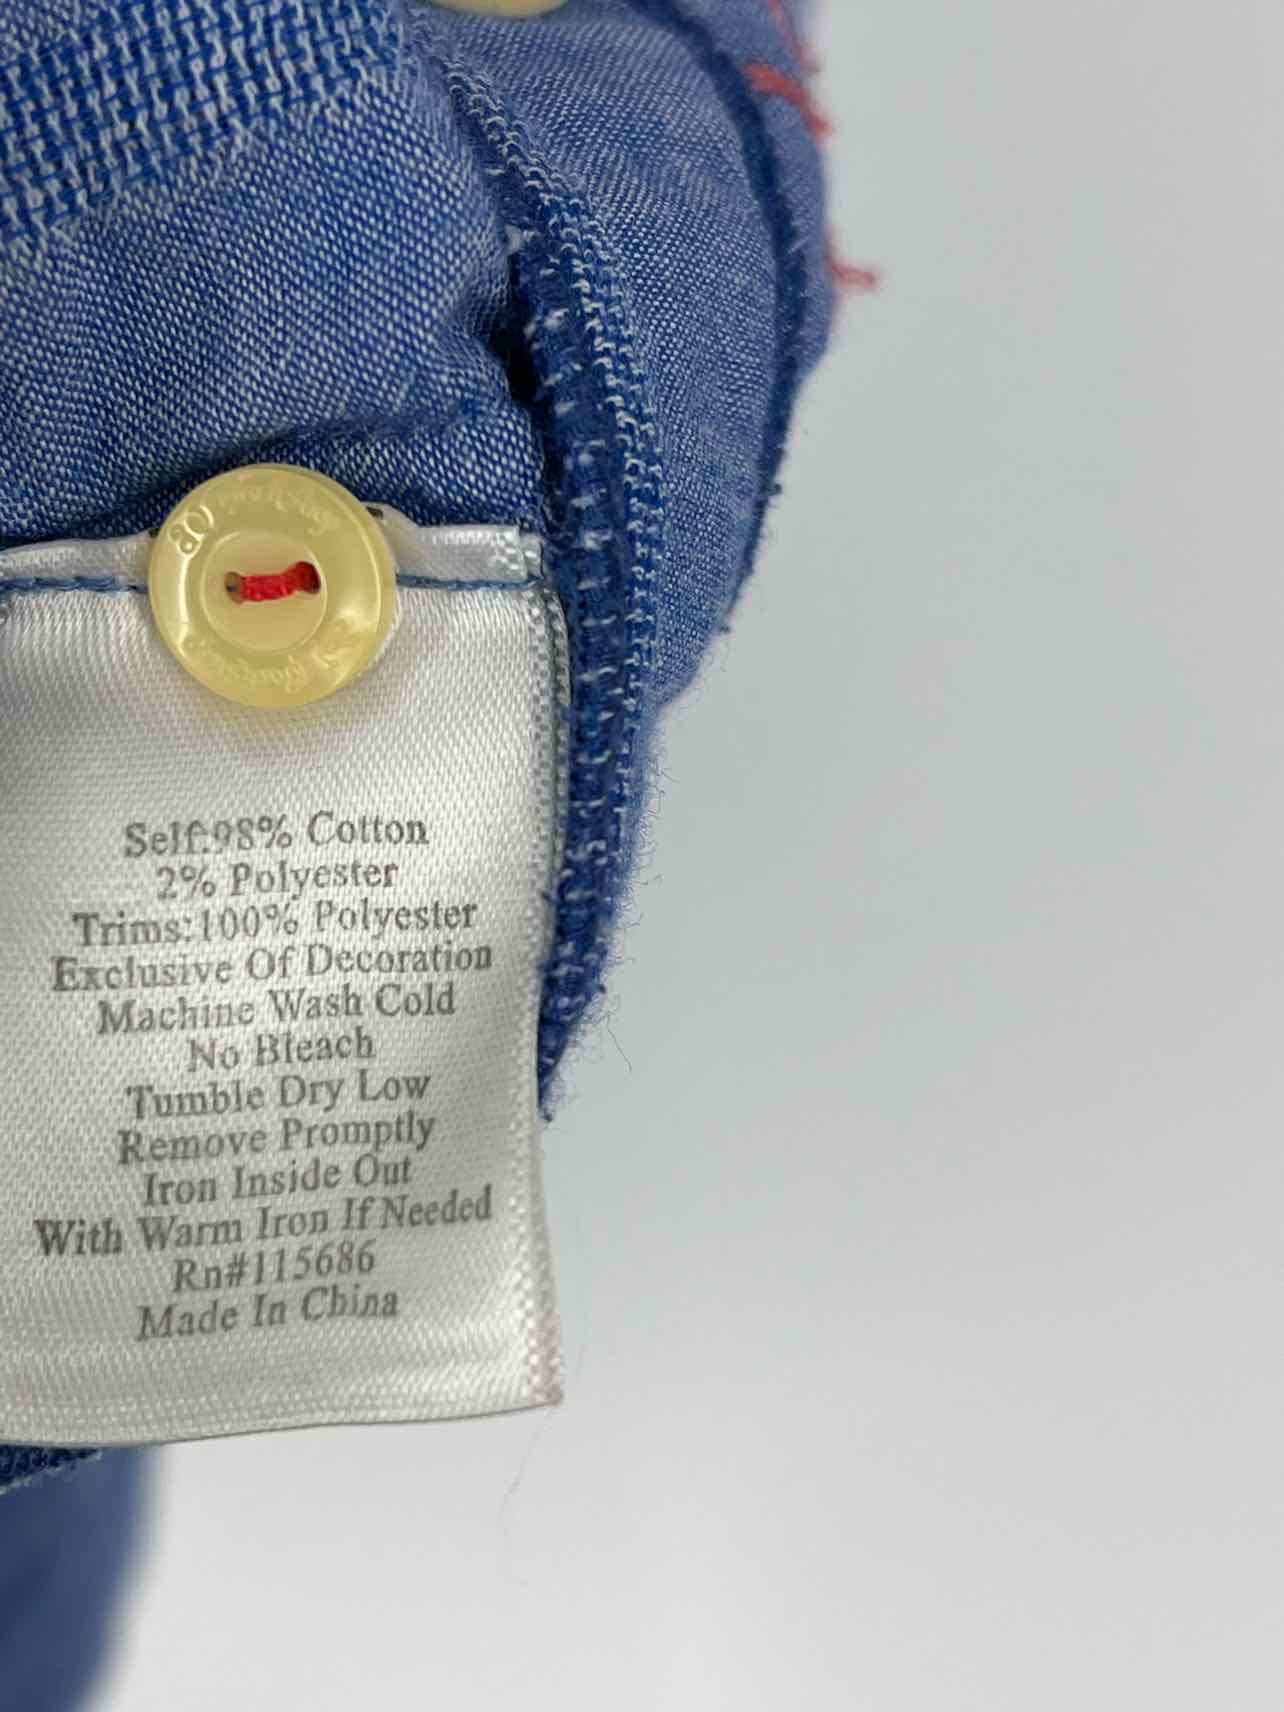 Self:98% Cotton
2% Polyester
Trims:100% Polyester
Exclusive Of Decoration
Machine Wash Cold
No Bleach
Tumble Dry Low
Remove Promptly
Iron Inside Out
With Warm Iron If Needed
Rn#115686
Made In China